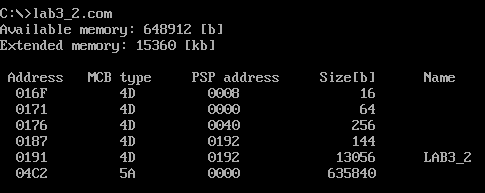 C:\>lab3_2.com
Available memory: 648912 [b]
Extended memory: 15360 [kb]
Address MCB type PSP address Size[b] Name
016F 4D 0008 16
0171 4D 0000 64
0176 4D 0040 256
0187 4D 0192 144
0191 4D 0192 13056 LAB3_2
04C2 5A 0000 635840